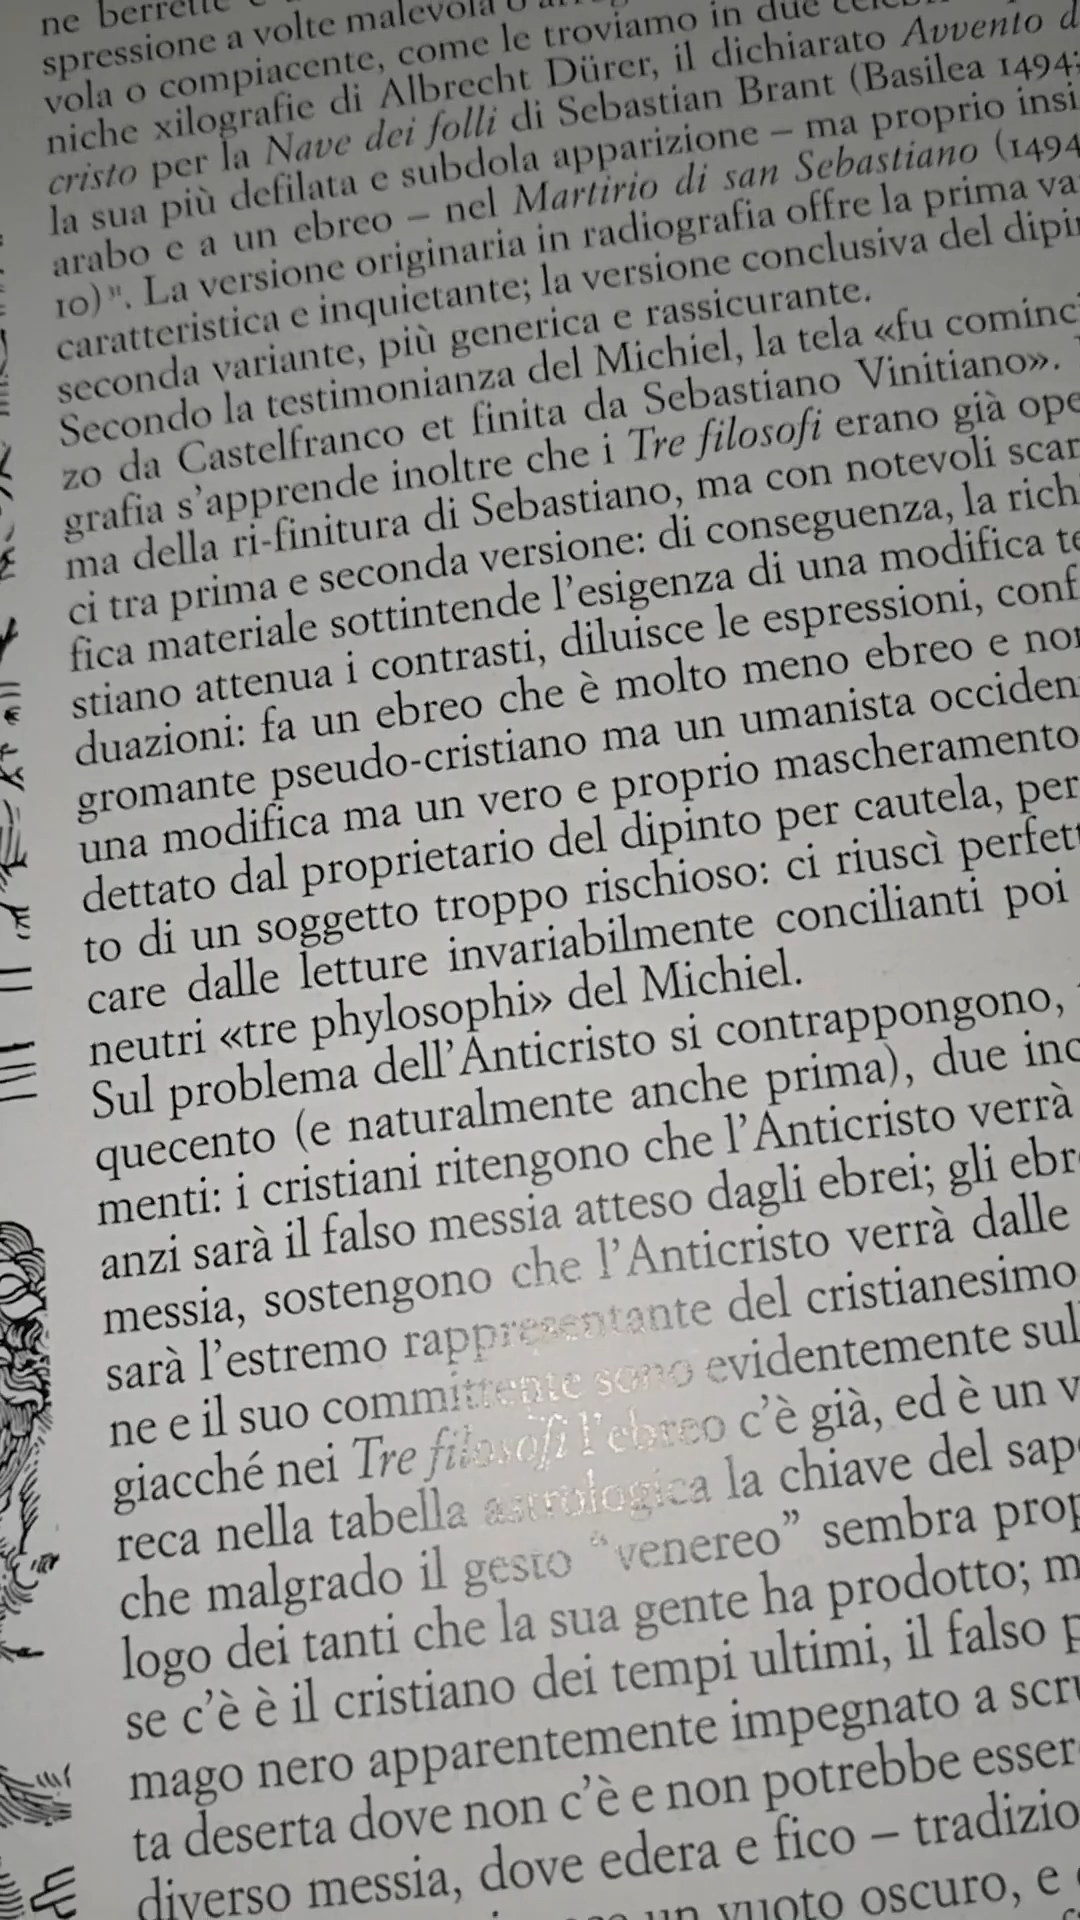 ne berrette
spressione a volte malevola o
vola o compiacente, come le troviamo in due
niche xilografie di Albrecht Dürer, il dichiarato Avvento d
cristo per la Nave dei folli di Sebastian Brant (Basilea 1494;
la sua più defilata e subdola apparizione – ma proprio insi
arabo e a un ebreo – nel Martirio di san Sebastiano (1494
10)³¹. La versione originaria in radiografia offre la prima va
caratteristica e inquietante; la versione conclusiva del dipin
seconda variante, più generica e rassicurante.
Secondo la testimonianza del Michiel, la tela «fu cominc
zo da Castelfranco et finita da Sebastiano Vinitiano».
grafia s'apprende inoltre che i Tre filosofi erano già ope
ma della ri-finitura di Sebastiano, ma con notevoli scar
ci tra prima e seconda versione: di conseguenza, la rich
fica materiale sottintende l'esigenza di una modifica te
stiano attenua i contrasti, diluisce le espressioni, conf
duazioni: fa un ebreo che è molto meno ebreo e non
gromante pseudo-cristiano ma un umanista occiden
una modifica ma un vero e proprio mascheramento
dettato dal proprietario del dipinto per cautela, per
to di un soggetto troppo rischioso: ci riuscì perfett
care dalle letture invariabilmente concilianti poi
neutri «tre phylosophi» del Michiel.
Sul problema dell'Anticristo si contrappongono,
quecento (e naturalmente anche prima), due inc
menti: i cristiani ritengono che l'Anticristo verrà
anzi sarà il falso messia atteso dagli ebrei; gli ebr
messia, sostengono che l'Anticristo verrà dalle
sarà l'estremo rappresentante del cristianesimo
ne e il suo committente sono evidentemente sul
giacché nei Tre filosofi l'ebreo c'è già, ed è un v
reca nella tabella astrologica la chiave del sap
che malgrado il gesto “venereo” sembra prop
logo dei tanti che la sua gente ha prodotto; m
se c'è è il cristiano dei tempi ultimi, il falso p
mago nero apparentemente impegnato a scru
ta deserta dove non c'è e non potrebbe esser
diverso messia, dove edera e fico – tradizio
un vuoto oscuro, e